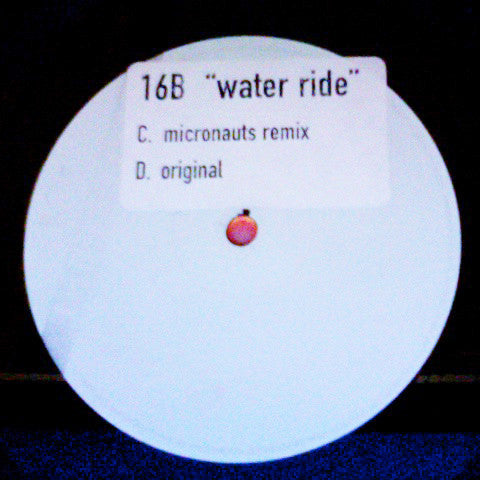 16B "water ride"
C. micronauts remix
D. original